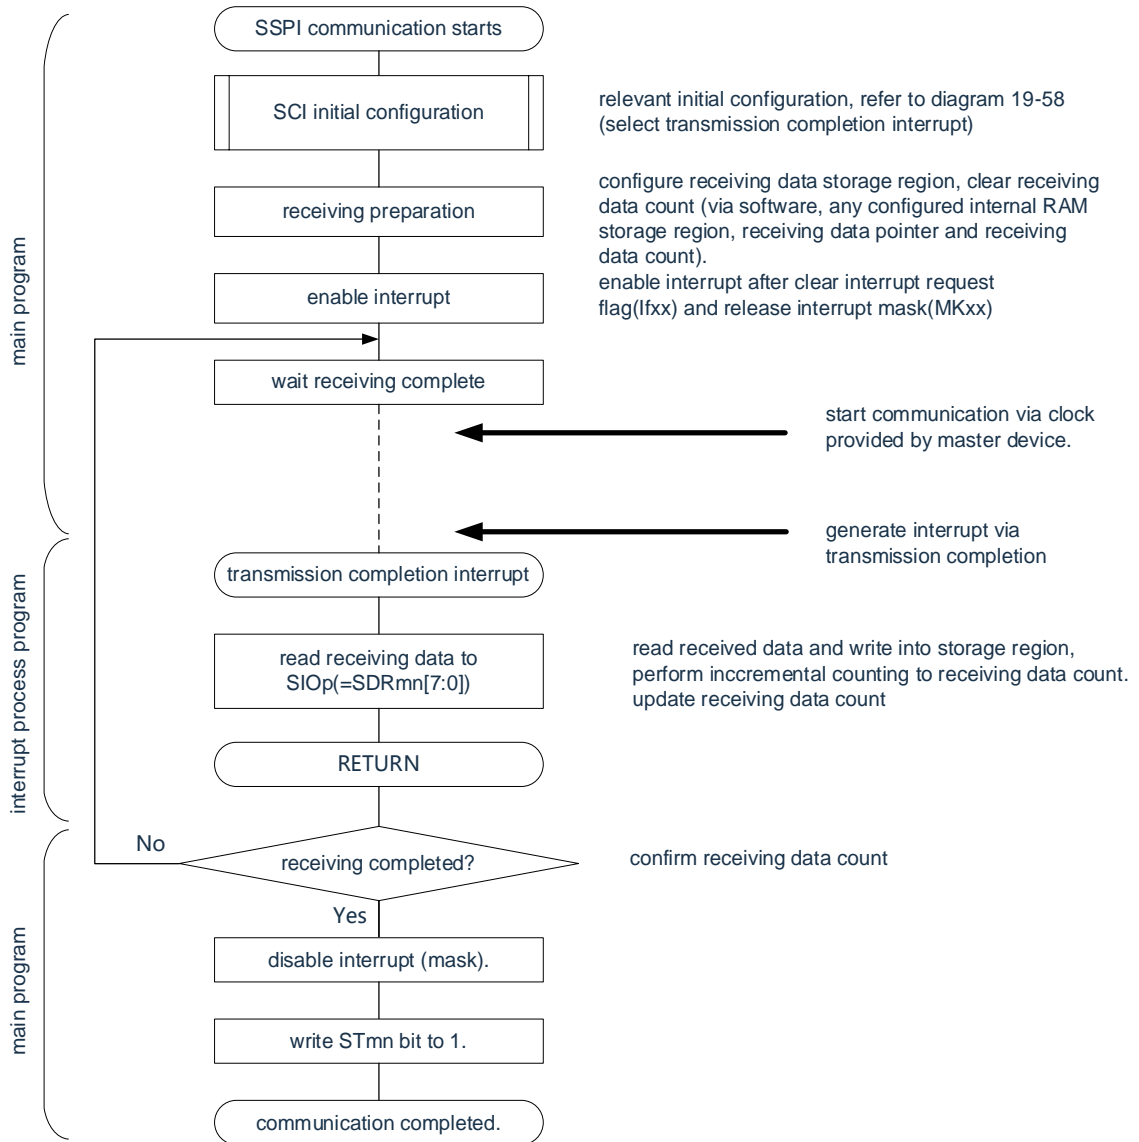 SSPI communication starts
SCI initial configuration
relevant initial configuration, refer to diagram 19-58
(select transmission completion interrupt)
receiving preparation
configure receiving data storage region, clear receiving
data count (via software, any configured internal RAM
storage region, receiving data pointer and receiving
data count).
enable interrupt
enable interrupt after clear interrupt request
flag(Ifxx) and release interrupt mask(MKxx)
main program
wait receiving complete
start communication via clock
provided by master device.
generate interrupt via
transmission completion
transmission completion interrupt
read receiving data to
SIOp(=SDRmn[7:0])
read received data and write into storage region,
perform inccremental counting to receiving data count.
update receiving data count
interrupt process program
RETURN
No
receiving completed?
confirm receiving data count
Yes
disable interrupt (mask).
main program
write STmn bit to 1.
communication completed.